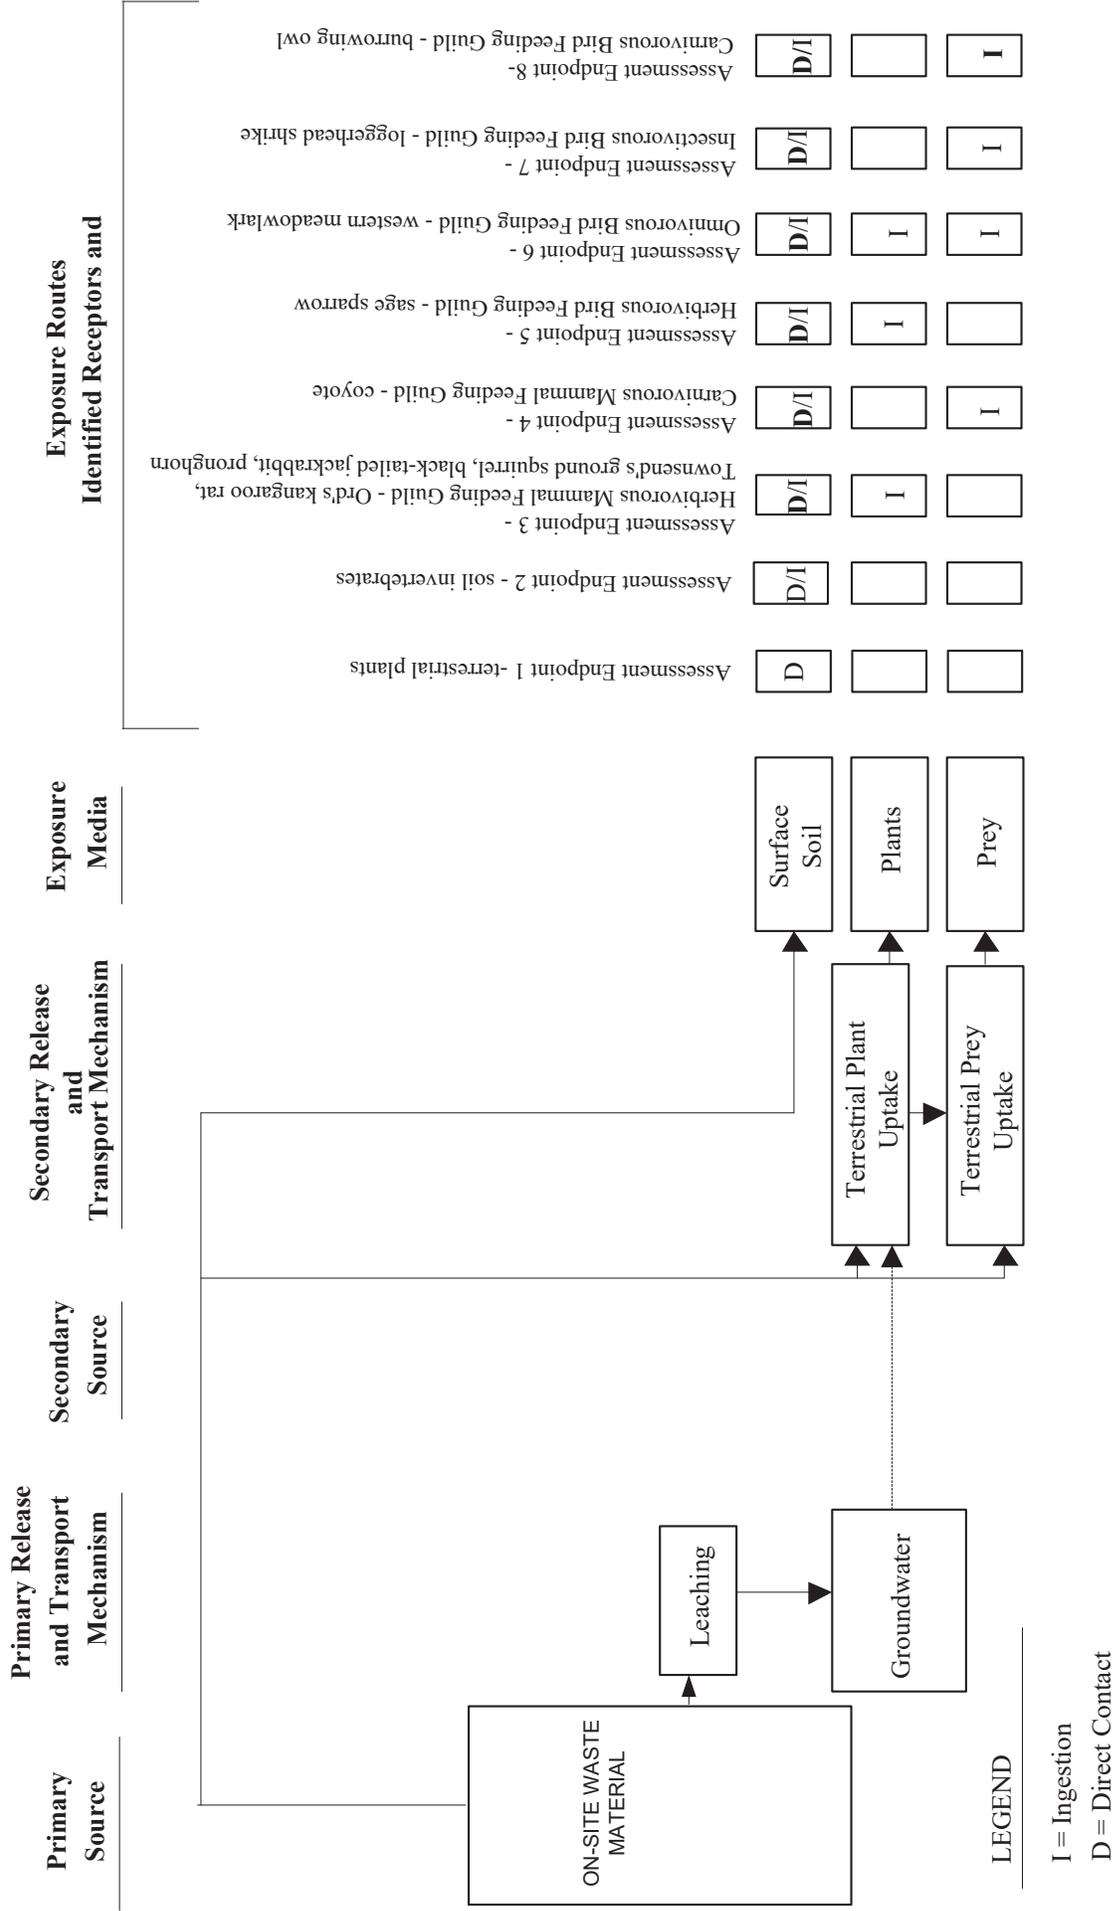 Primary
Source
Primary Release
and Transport
Mechanism
Secondary
Source
Secondary Release
and
Transport Mechanism
Exposure
Media
Exposure Routes
Identified Receptors and
Assessment Endpoint 1 -terrestrial plants
Assessment Endpoint 2 - soil invertebrates
Assessment Endpoint 3 -
Herbivorous Mammal Feeding Guild - Ord's kangaroo rat,
Townsend's ground squirrel, black-tailed jackrabbit, pronghorn
Assessment Endpoint 4 -
Carnivorous Mammal Feeding Guild - coyote
Assessment Endpoint 5 -
Herbivorous Bird Feeding Guild - sage sparrow
Assessment Endpoint 6 -
Omnivorous Bird Feeding Guild - western meadowlark
Assessment Endpoint 7 -
Insectivorous Bird Feeding Guild - loggerhead shrike
Assessment Endpoint 8-
Carnivorous Bird Feeding Guild - burrowing owl
ON-SITE WASTE
MATERIAL
Leaching
Groundwater
Terrestrial Plant
Uptake
Terrestrial Prey
Uptake
Surface
Soil
D
D/I
D/I
D/I
D/I
D/I
D/I
D/I
Plants
I
I
I
Prey
I
I
I
I
LEGEND
I = Ingestion
D = Direct Contact